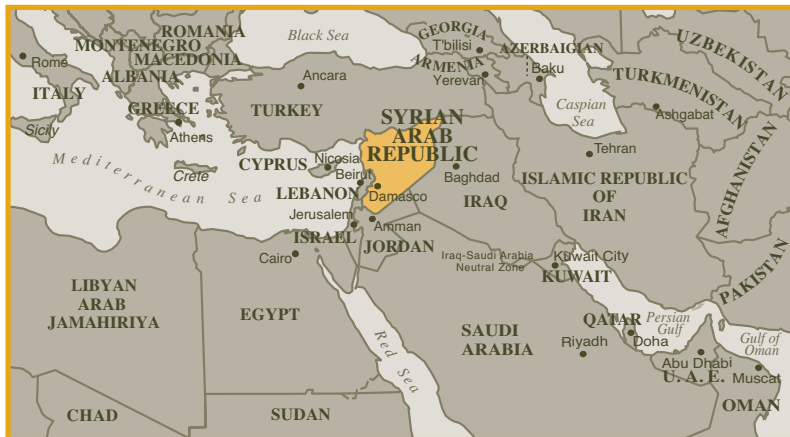 ROMANIA
Black Sea
GEORGIA
MONTENEGRO
T'bilisi
UZBEKISTAN
Rome
MACEDONIA
ARMENIA
AZERBAIGIAN
ALBANIA
Yerevan
Baku
TURKMENISTAN
ITALY
Ancara
Caspian
Sea
GREECE
TURKEY
Ashgabat
Sicily
Athens
SYRIAN
ARAB
REPUBLIC
Tehran
Mediterranean Sea
Crete
CYPRUS
Nicosia
Beirut
Baghdad
ISLAMIC REPUBLIC
OF
IRAN
AFGHANISTAN
LEBANON
Damasco
IRAQ
Jerusalem
Amman
ISRAEL
JORDAN
Cairo
Iraq-Saudi Arabia
Neutral Zone
Kuwait City
KUWAIT
PAKISTAN
LIBYAN
ARAB
JAMAHIRIYA
EGYPT
Red Sea
SAUDI
ARABIA
QATAR
Persian
Gulf
Riyadh
Doha
Gulf of
Oman
Abu Dhabi
U. A. E.
Muscat
OMAN
CHAD
SUDAN